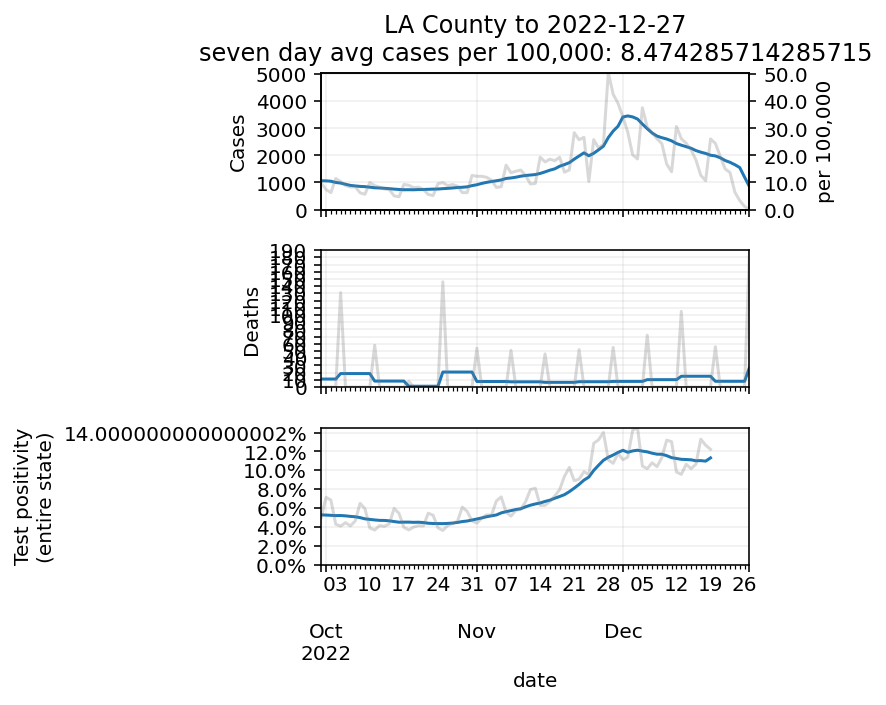 LA County to 2022-12-27
seven day avg cases per 100,000: 8.474285714285715
5000
4000
3000
2000
1000
0
Cases
50.0
40.0
30.0
20.0
10.0
0.0
per 100,000
190
0
Deaths
14.000000000000002%
12.0%
10.0%
8.0%
6.0%
4.0%
2.0%
0.0%
Test positivity
(entire state)
03 10 17 24 31 07 14 21 28 05 12 19 26
Oct Nov Dec
2022
date